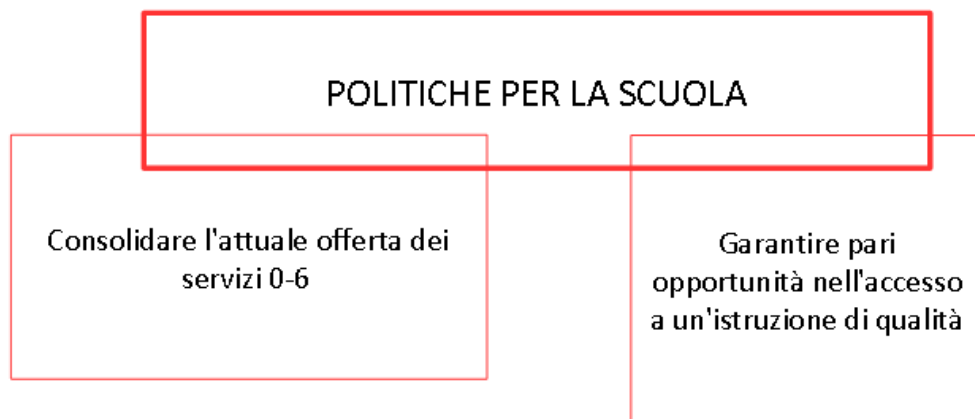 POLITICHE PER LA SCUOLA
Consolidare l'attuale offerta dei
servizi 0-6
Garantire pari
opportunità nell'accesso
a un'istruzione di qualità